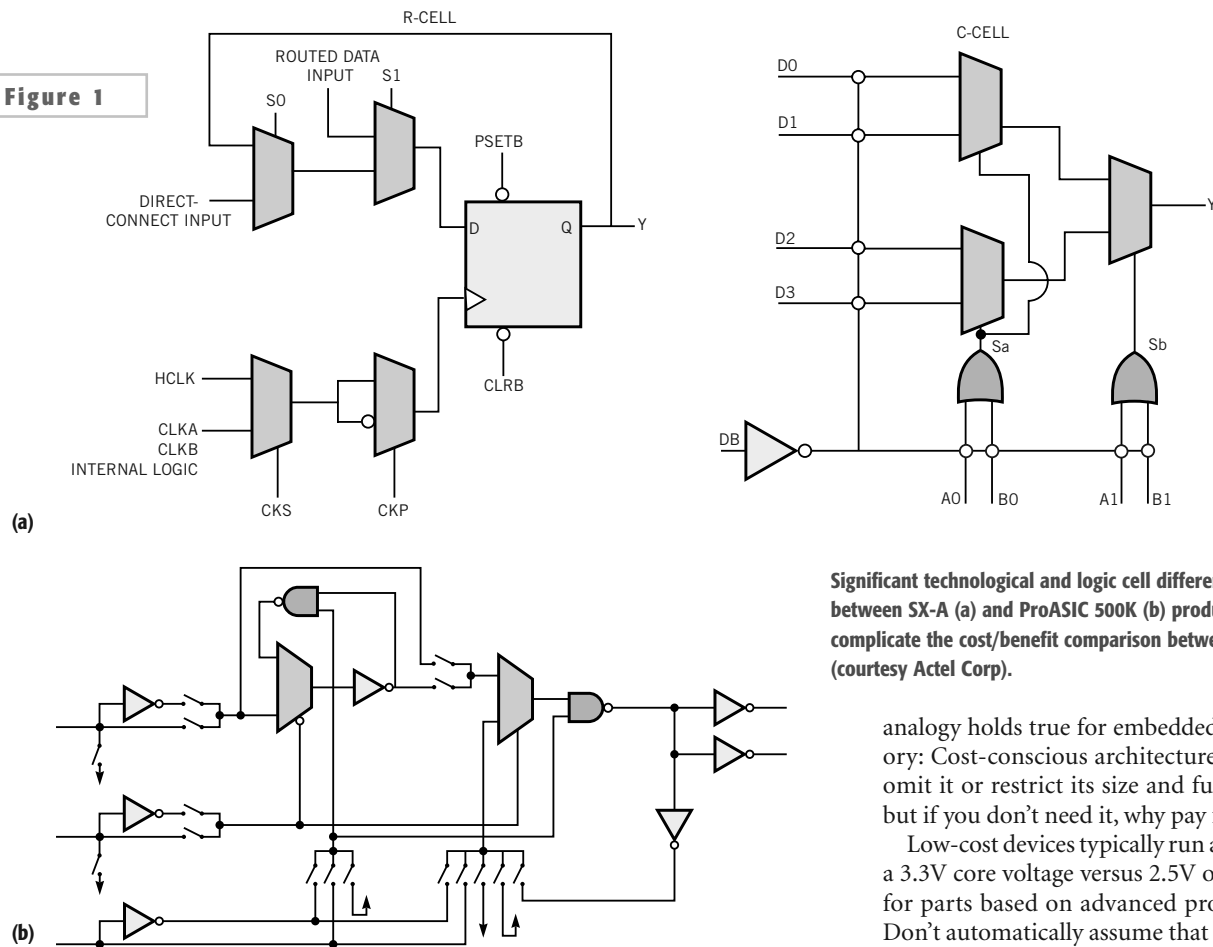 Figure 1
R-CELL
ROUTED DATA
INPUT
S1
S0
PSETB
DIRECT-
CONNECT INPUT
D
Q
Y
HCLK
CLKA
CLKB
INTERNAL LOGIC
CLRB
CKS
CKP
(a)
C-CELL
D0
D1
D2
D3
Y
Sa
Sb
DB
A0
B0
A1
B1
(b)
Significant technological and logic cell differe
between SX-A (a) and ProASIC 500K (b) produ
complicate the cost/benefit comparison betwe
(courtesy Actel Corp).
analogy holds true for embedded
ory: Cost-conscious architecture
omit it or restrict its size and fu
but if you don't need it, why pay
Low-cost devices typically run a
a 3.3V core voltage versus 2.5V o
for parts based on advanced pro
Don't automatically assume that